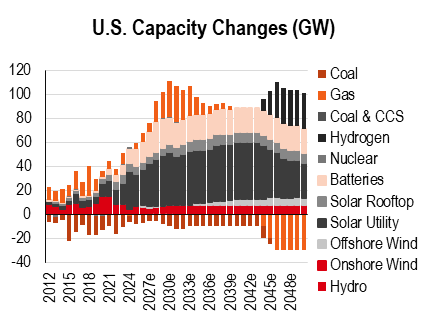 U.S. Capacity Changes (GW)
120
100
80
60
40
20
0
-20
-40
2012
2015
2018
2021
2024
2027e
2030e
2033e
2036e
2039e
2042e
2045e
2048e
Coal
Gas
Coal & CCS
Hydrogen
Nuclear
Batteries
Solar Rooftop
Solar Utility
Offshore Wind
Onshore Wind
Hydro